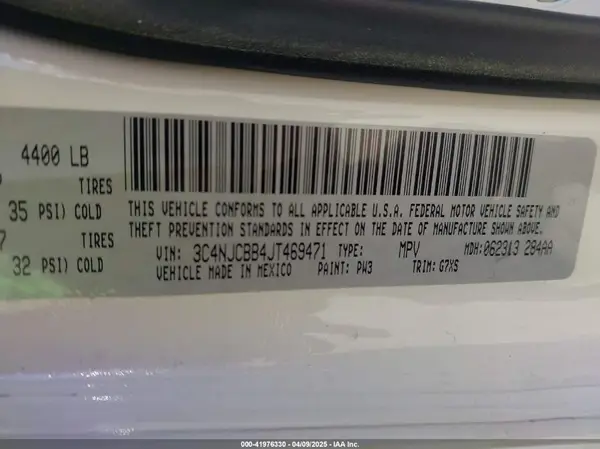 4400 LB
TIRES
35 PSI) COLD
TIRES
32 PSI) COLD
THIS VEHICLE CONFORMS TO ALL APPLICABLE U.S.A. FEDERAL MOTOR VEHICLE SAFETY AND
THEFT PREVENTION STANDARDS IN EFFECT ON THE DATE OF MANUFACTURE SHOWN ABOVE.
VIN: 3C4NJCBB4JT469471 TYPE: MPV MDH: 062313 284AA
VEHICLE MADE IN MEXICO PAINT: PW3 TRIM: G7XS
000-41976330 - 04/09/2025 - IAA Inc.